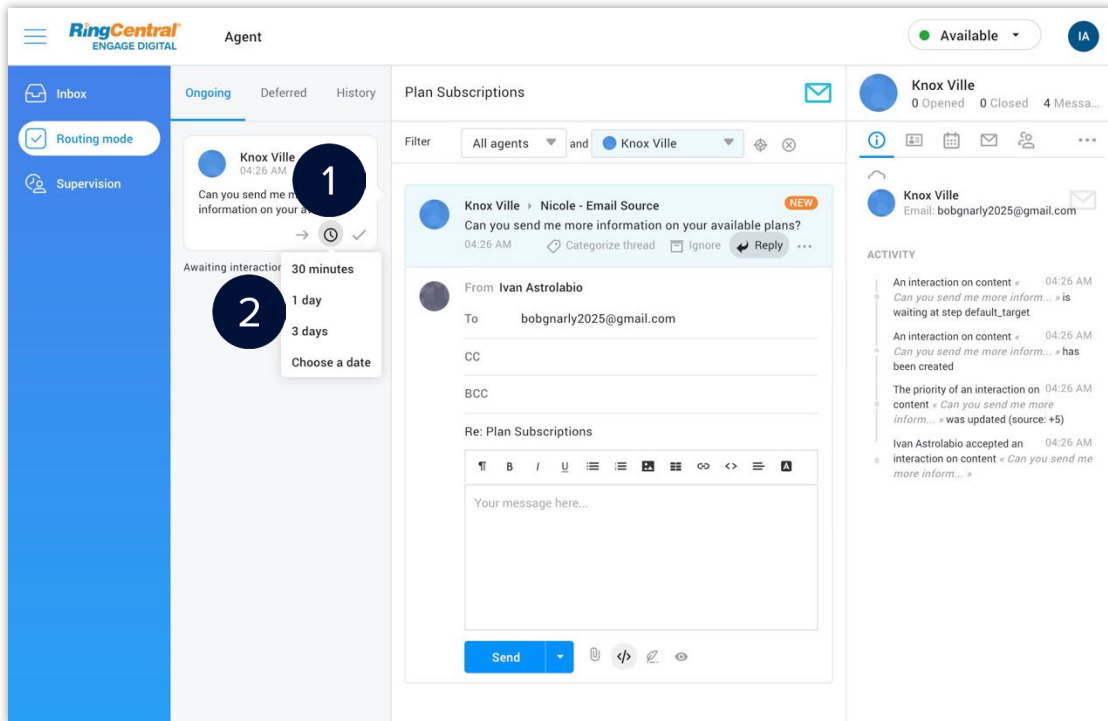 RingCentral
ENGAGE DIGITAL
Agent
Available
IA
Inbox
Routing mode
Supervision
Ongoing
Deferred
History
Knox Ville
04:26 AM
Can you send me m
information on your a
1
Awaiting interaction
2
30 minutes
1 day
3 days
Choose a date
Plan Subscriptions
Filter
All agents
and
Knox Ville
Knox Ville › Nicole - Email Source
NEW
Can you send me more information on your available plans?
04:26 AM
Categorize thread
Ignore
Reply
From Ivan Astrolabio
To bobgnarly2025@gmail.com
CC
BCC
Re: Plan Subscriptions
¶ B I U
A
Your message here...
Send
Knox Ville
0 Opened 0 Closed 4 Messa...
Knox Ville
Email: bobgnarly2025@gmail.com
ACTIVITY
An interaction on content « 04:26 AM
Can you send me more inform... » is
waiting at step default_target
An interaction on content « 04:26 AM
Can you send me more inform... » has
been created
The priority of an interaction on 04:26 AM
content « Can you send me more
inform... » was updated (source: +5)
Ivan Astrolabio accepted an 04:26 AM
interaction on content « Can you send me
more inform... »